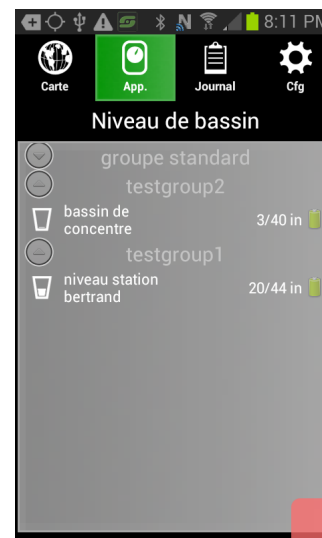 8:11 PM
Carte App. Journal Cfg
Niveau de bassin
groupe standard
testgroup2
bassin de
concentre
3/40 in
testgroup1
niveau station
bertrand
20/44 in